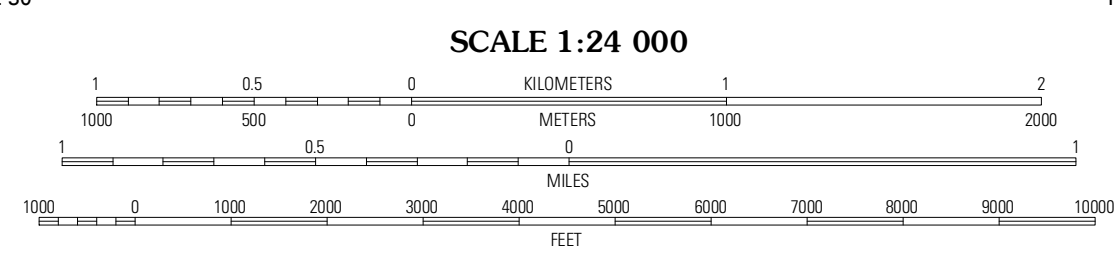 SCALE 1:24 000
1 0.5 0 KILOMETERS 1 2
1000 500 0 METERS 1000 2000
1 0.5 0 1
MILES
1000 0 1000 2000 3000 4000 5000 6000 7000 8000 9000 10000
FEET